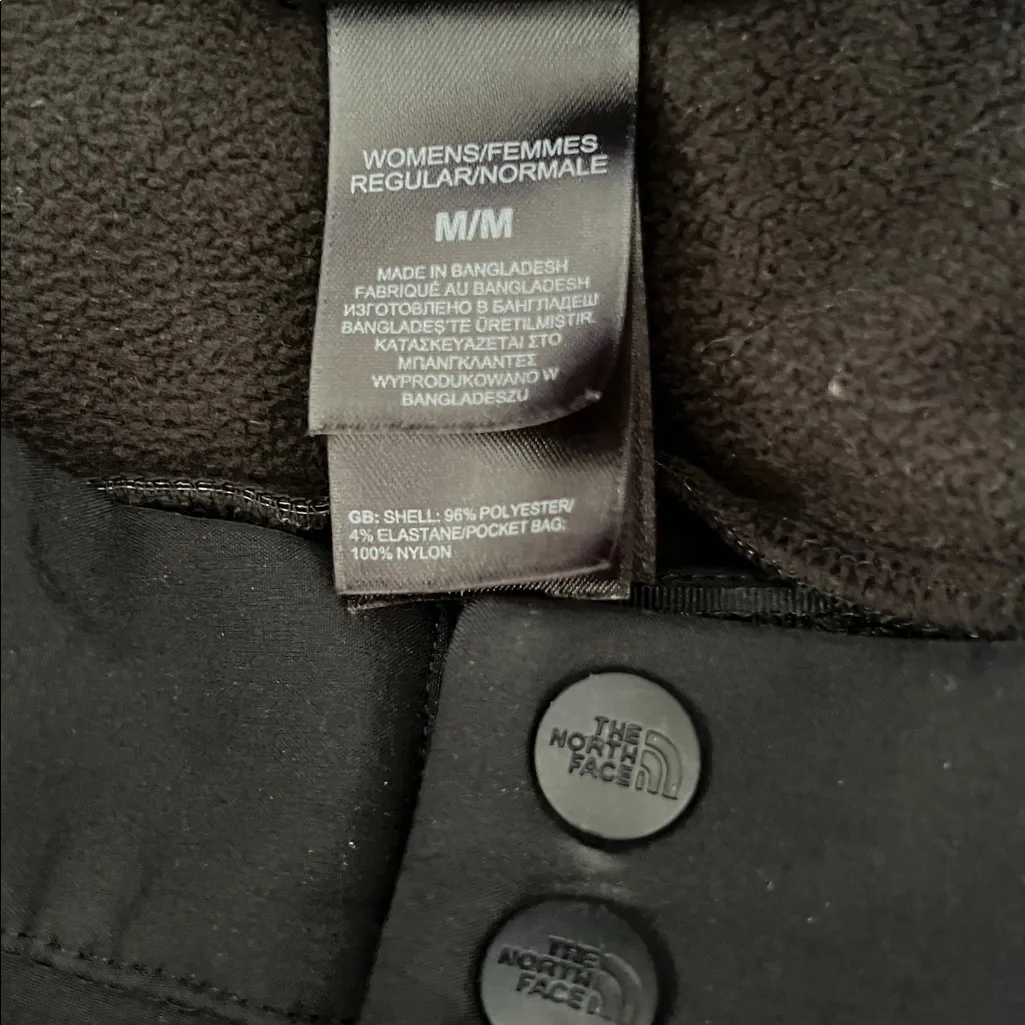 WOMENS/FEMMES
REGULAR/NORMALE
M/M
MADE IN BANGLADESH
FABRIQUÉ AU BANGLADESH
ИЗГОТОВЛЕНО В БАНГЛАДЕШ
BANGLADEŞ'TE ÜRETILMIŞTIR.
ΚΑΤΑΣΚΕΥΑΖΕΤΑΙ ΣΤΟ
ΜΠΑΝΓΚΛΑΝΤΕΣ
WYPRODUKOWANO W
BANGLADESZU
GB: SHELL: 96% POLYESTER/
4% ELASTANE/POCKET BAG:
100% NYLON
THE
NORTH
FACE
THE
NORTH
FACE